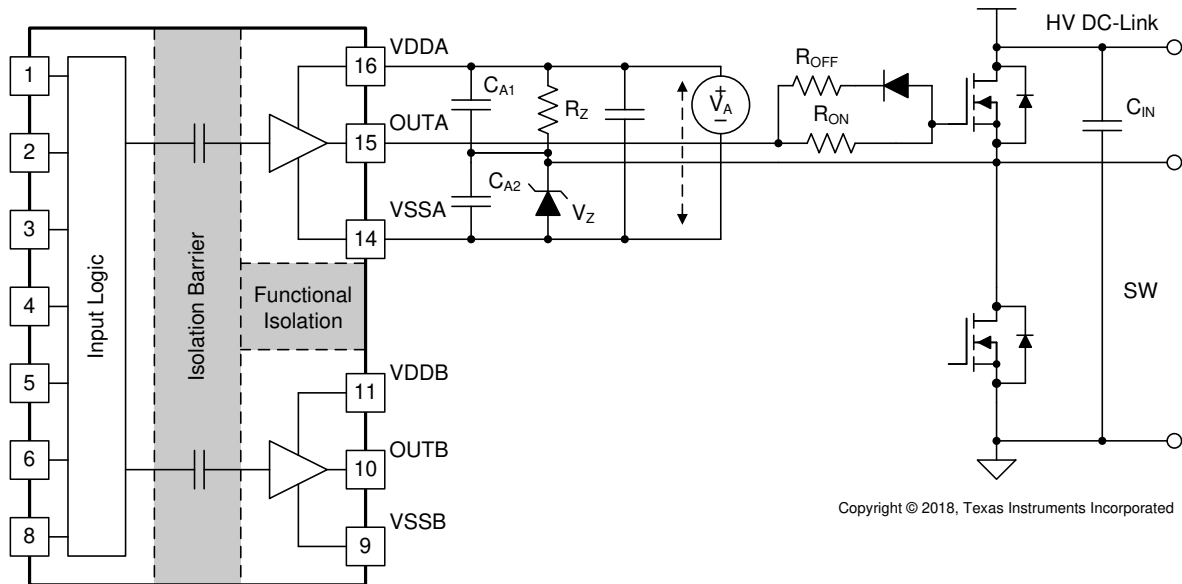 1
2
3
4
5
6
8
Input Logic
Isolation Barrier
Functional
Isolation
VDDA
16
OUTA
15
VSSA
14
VDDB
11
OUTB
10
VSSB
9
CA1
RZ
CA2
VZ
+
VA
−
ROFF
RON
HV DC-Link
CIN
SW
Copyright © 2018, Texas Instruments Incorporated